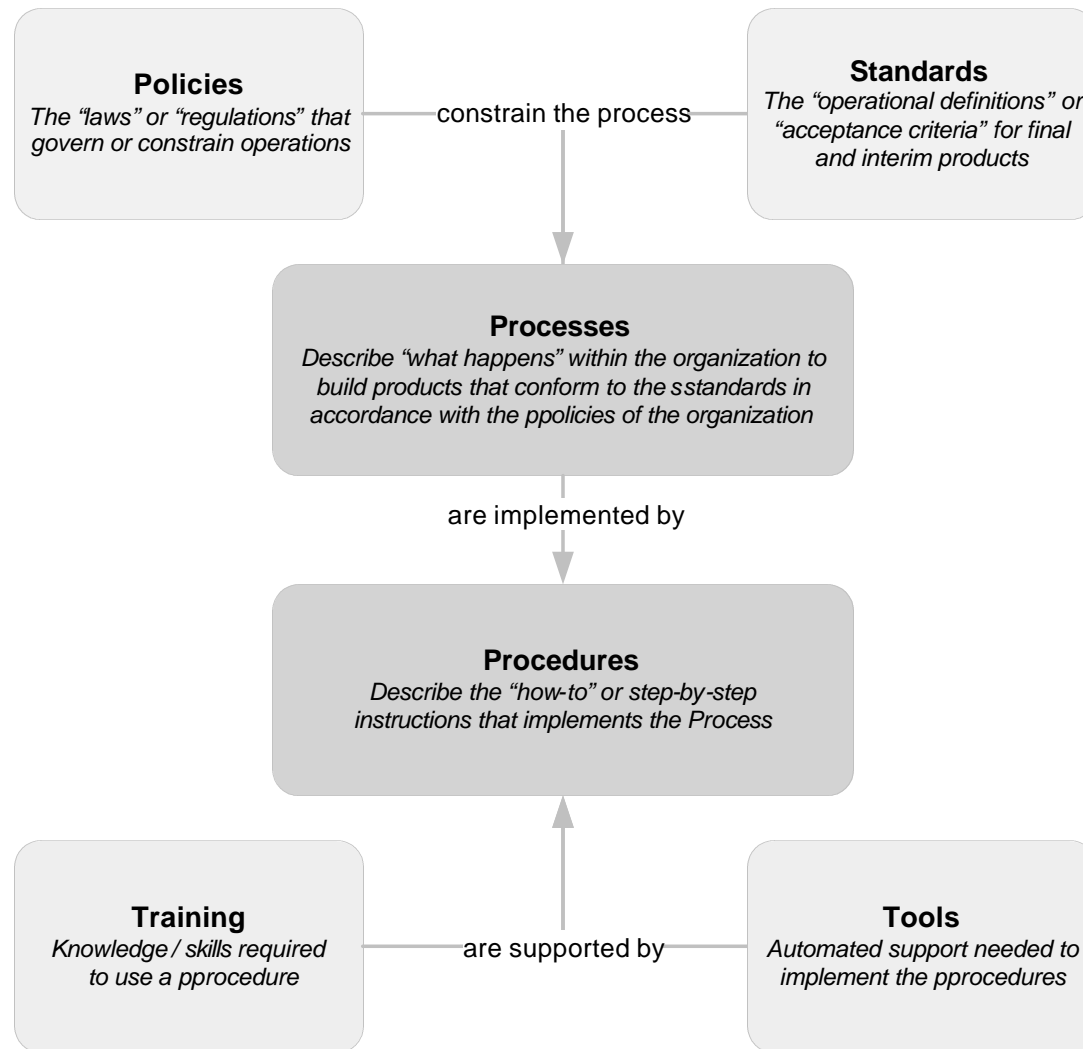 Policies
The “laws” or “regulations” that
govern or constrain operations
constrain the process
Standards
The “operational definitions” or
“acceptance criteria” for final
and interim products
Processes
Describe “what happens” within the organization to
build products that conform to the sstandards in
accordance with the ppolicies of the organization
are implemented by
Procedures
Describe the “how-to” or step-by-step
instructions that implements the Process
Training
Knowledge / skills required
to use a pprocedure
are supported by
Tools
Automated support needed to
implement the pprocedures